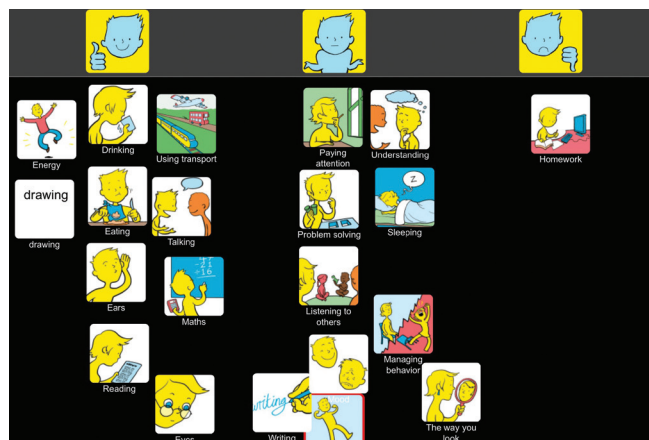 Energy
Drinking
Using transport
Paying
attention
Understanding
Homework
drawing
drawing
Eating
Talking
Problem solving
Z
Sleeping
Ears
Maths
Listening to
others
Managing
behavior
Reading
writing
Eyes
Writing
The way you
look